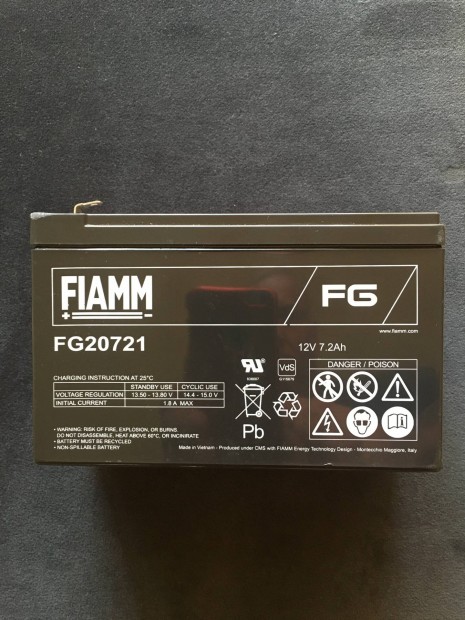 FIAMM
FG
www.fiamm.com
FG20721
12V 7.2Ah
CHARGING INSTRUCTION AT 25°C
STANDBY USE CYCLIC USE
VOLTAGE REGULATION 13.50 - 13.80 V 14.4 - 15.0 V
INITIAL CURRENT 1.8 A MAX.
VdS
DANGER / POISON
Pb
• WARNING: RISK OF FIRE, EXPLOSION, OR BURNS.
DO NOT DISASSEMBLE, HEAT ABOVE 60°C, OR INCINIRATE
• BATTERY MUST BE RECYCLED
• NON-SPILLABLE BATTERY
Made in Vietnam - Produced under CMS with FIAMM Energy Technology Design - Montecchio Maggiore, Italy